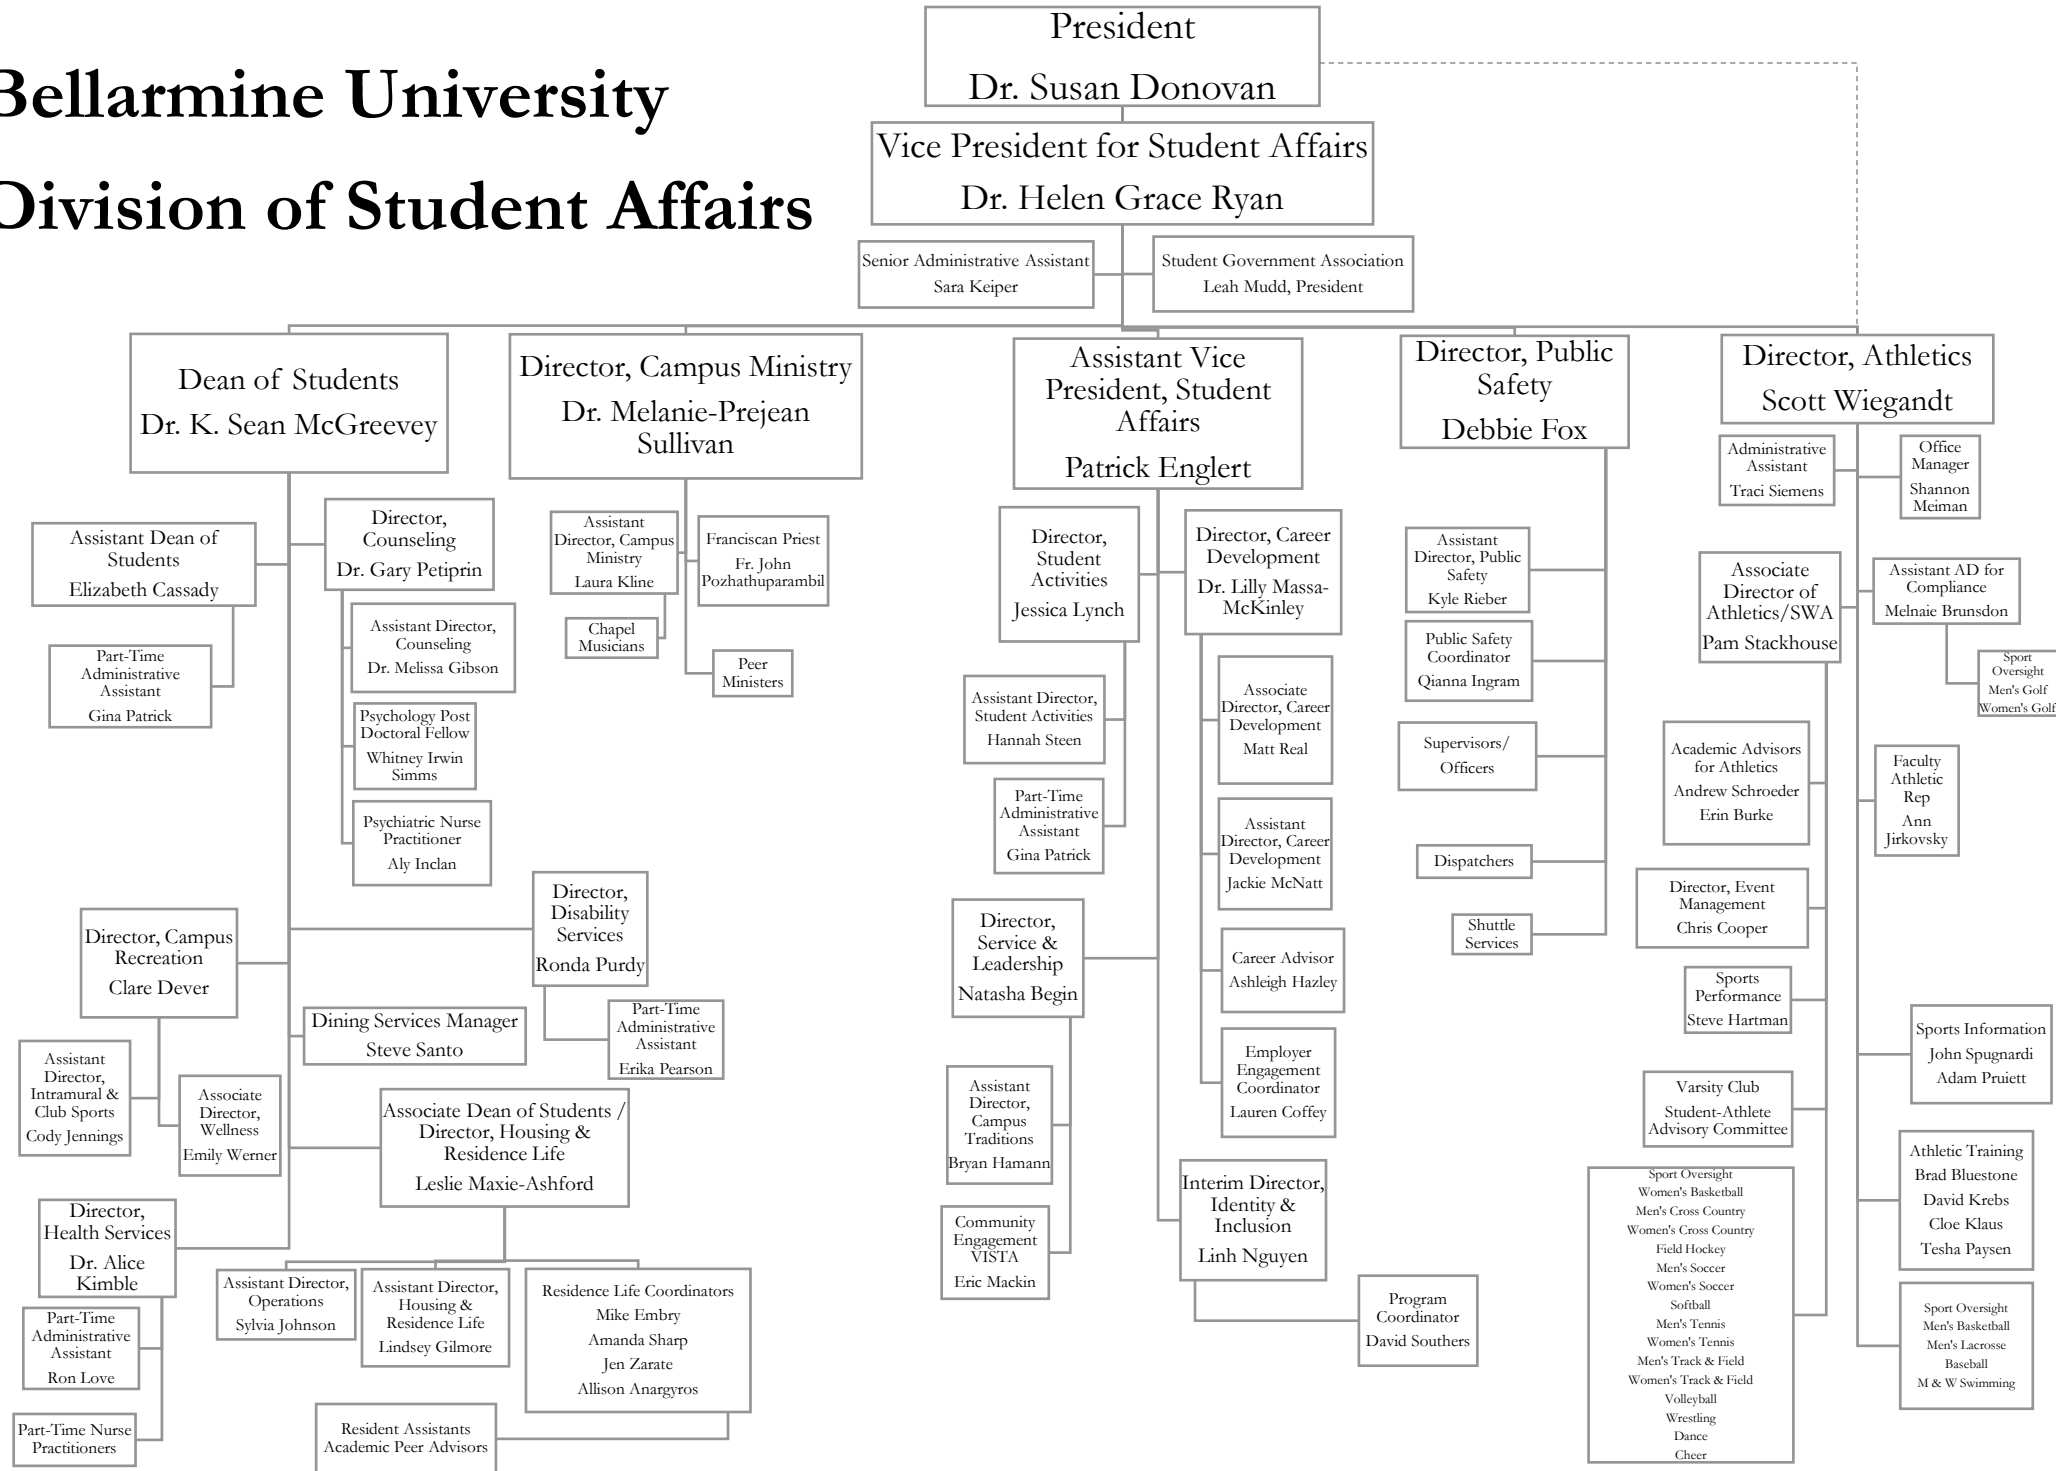 Bellarmine University
Division of Student Affairs
President
Dr. Susan Donovan
Vice President for Student Affairs
Dr. Helen Grace Ryan
Senior Administrative Assistant
Sara Keiper
Student Government Association
Leah Mudd, President
Dean of Students
Dr. K. Sean McGreevey
Assistant Dean of
Students
Elizabeth Cassady
Part-Time
Administrative
Assistant
Gina Patrick
Director,
Counseling
Dr. Gary Petiprin
Assistant Director,
Counseling
Dr. Melissa Gibson
Psychology Post
Doctoral Fellow
Whitney Irwin
Simms
Psychiatric Nurse
Practitioner
Aly Inclan
Director, Campus
Recreation
Clare Dever
Assistant
Director,
Intramural &
Club Sports
Cody Jennings
Associate
Director,
Wellness
Emily Werner
Director,
Disability
Services
Ronda Purdy
Part-Time
Administrative
Assistant
Erika Pearson
Dining Services Manager
Steve Santo
Associate Dean of Students /
Director, Housing &
Residence Life
Leslie Maxie-Ashford
Assistant Director,
Operations
Sylvia Johnson
Assistant Director,
Housing &
Residence Life
Lindsey Gilmore
Residence Life Coordinators
Mike Embry
Amanda Sharp
Jen Zarate
Allison Anargyros
Resident Assistants
Academic Peer Advisors
Director,
Health Services
Dr. Alice
Kimble
Part-Time
Administrative
Assistant
Ron Love
Part-Time Nurse
Practitioners
Director, Campus Ministry
Dr. Melanie-Prejean
Sullivan
Assistant
Director, Campus
Ministry
Laura Kline
Chapel
Musicians
Franciscan Priest
Fr. John
Pozhathuparambil
Peer
Ministers
Assistant Vice
President, Student
Affairs
Patrick Englert
Director,
Student
Activities
Jessica Lynch
Assistant Director,
Student Activities
Hannah Steen
Part-Time
Administrative
Assistant
Gina Patrick
Director, Career
Development
Dr. Lilly Massa-
McKinley
Associate
Director, Career
Development
Matt Real
Assistant
Director, Career
Development
Jackie McNatt
Career Advisor
Ashleigh Hazley
Employer
Engagement
Coordinator
Lauren Coffey
Director,
Service &
Leadership
Natasha Begin
Assistant
Director,
Campus
Traditions
Bryan Hamann
Community
Engagement
VISTA
Eric Mackin
Interim Director,
Identity &
Inclusion
Linh Nguyen
Program
Coordinator
David Southers
Director, Public
Safety
Debbie Fox
Assistant
Director, Public
Safety
Kyle Rieber
Public Safety
Coordinator
Qianna Ingram
Supervisors/
Officers
Dispatchers
Shuttle
Services
Director, Athletics
Scott Wiegandt
Administrative
Assistant
Traci Siemens
Office
Manager
Shannon
Meiman
Associate
Director of
Athletics/SWA
Pam Stackhouse
Assistant AD for
Compliance
Melnaie Brunsdon
Sport
Oversight
Men's Golf
Women's Golf
Academic Advisors
for Athletics
Andrew Schroeder
Erin Burke
Faculty
Athletic
Rep
Ann
Jirkovsky
Director, Event
Management
Chris Cooper
Sports
Performance
Steve Hartman
Varsity Club
Student-Athlete
Advisory Committee
Sport Oversight
Women's Basketball
Men's Cross Country
Women's Cross Country
Field Hockey
Men's Soccer
Women's Soccer
Softball
Men's Tennis
Women's Tennis
Men's Track & Field
Women's Track & Field
Volleyball
Wrestling
Dance
Cheer
Sports Information
John Spugnardi
Adam Pruiett
Athletic Training
Brad Bluestone
David Krebs
Cloe Klaus
Tesha Paysen
Sport Oversight
Men's Basketball
Men's Lacrosse
Baseball
M & W Swimming